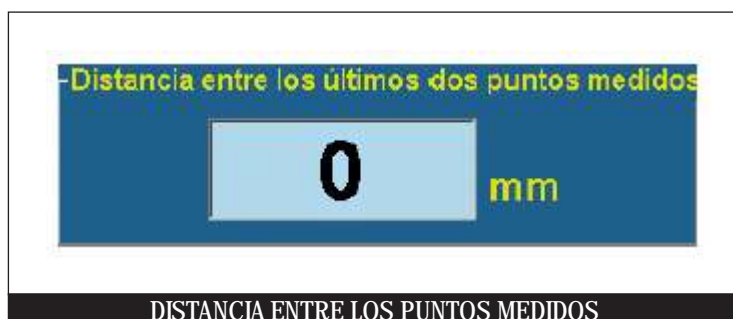 Distancia entre los últimos dos puntos medidos
0
mm
DISTANCIA ENTRE LOS PUNTOS MEDIDOS